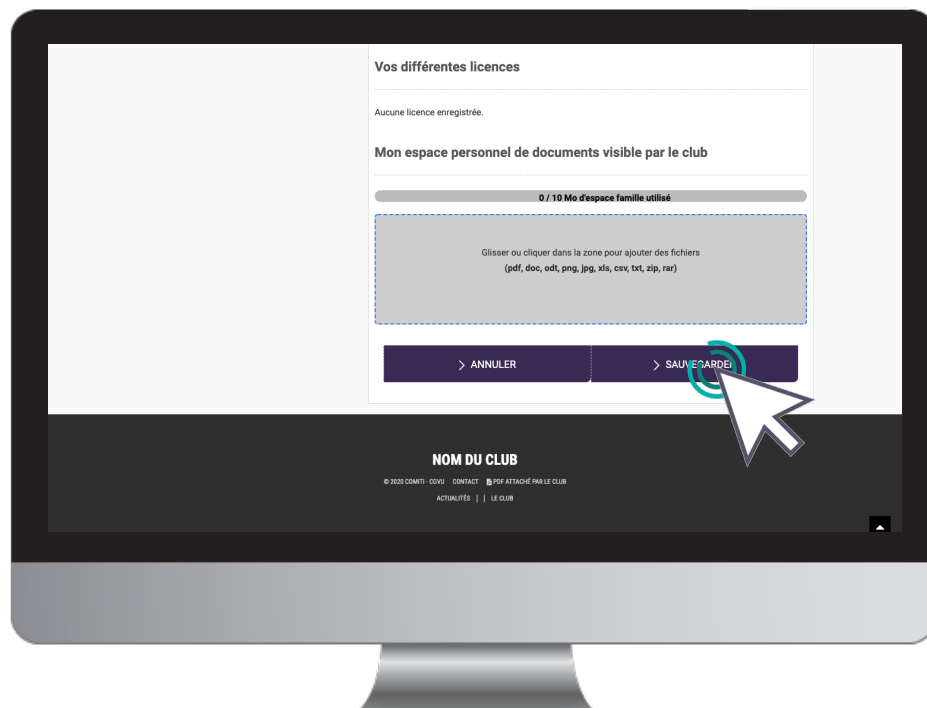 Vos différentes licences
Aucune licence enregistrée.
Mon espace personnel de documents visible par le club
0 / 10 Mo d'espace famille utilisé
Glisser ou cliquer dans la zone pour ajouter des fichiers
(pdf, doc, odt, png, jpg, xls, csv, txt, zip, rar)
> ANNULER > SAUVEGARDER
NOM DU CLUB
© 2020 COMITI - CGVU CONTACT PDF ATTACHÉ PAR LE CLUB
ACTUALITÉS | | LE CLUB